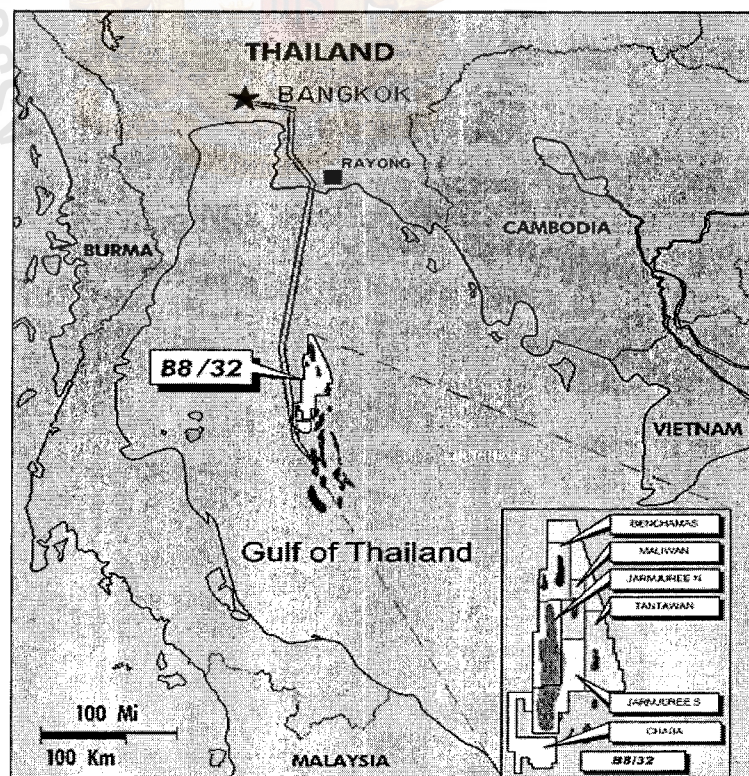 THAILAND
BANGKOK
RAYONG
BURMA
CAMBODIA
B8/32
VIETNAM
Gulf of Thailand
BENCHAMAS
MALIWAN
JARMJUREE N
TANTAWAN
JARMJUREE S
CHABA
B8/32
100 Mi
100 Km
MALAYSIA